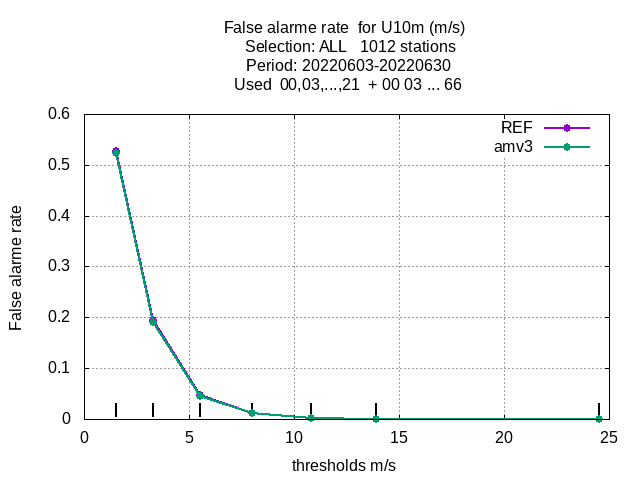 False alarme rate  for U10m (m/s)
Selection: ALL   1012 stations
Period: 20220603-20220630
Used  00,03,...,21  + 00 03 ... 66
REF
amv3
0.6
0.5
0.4
0.3
0.2
0.1
0
False alarme rate
0 5 10 15 20 25
thresholds m/s